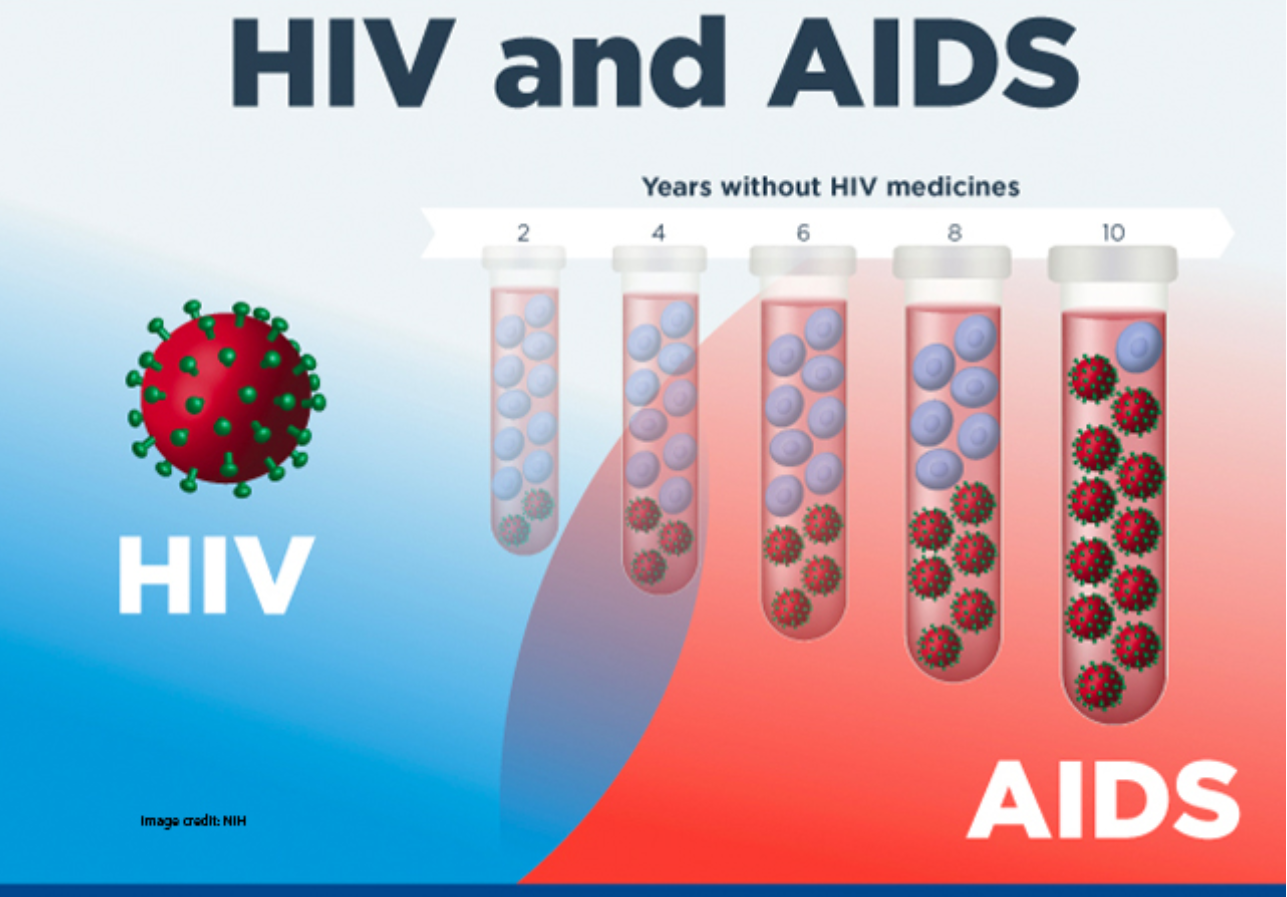 HIV and AIDS
Years without HIV medicines
2 4 6 8 10
HIV
AIDS
Image credit: NIH